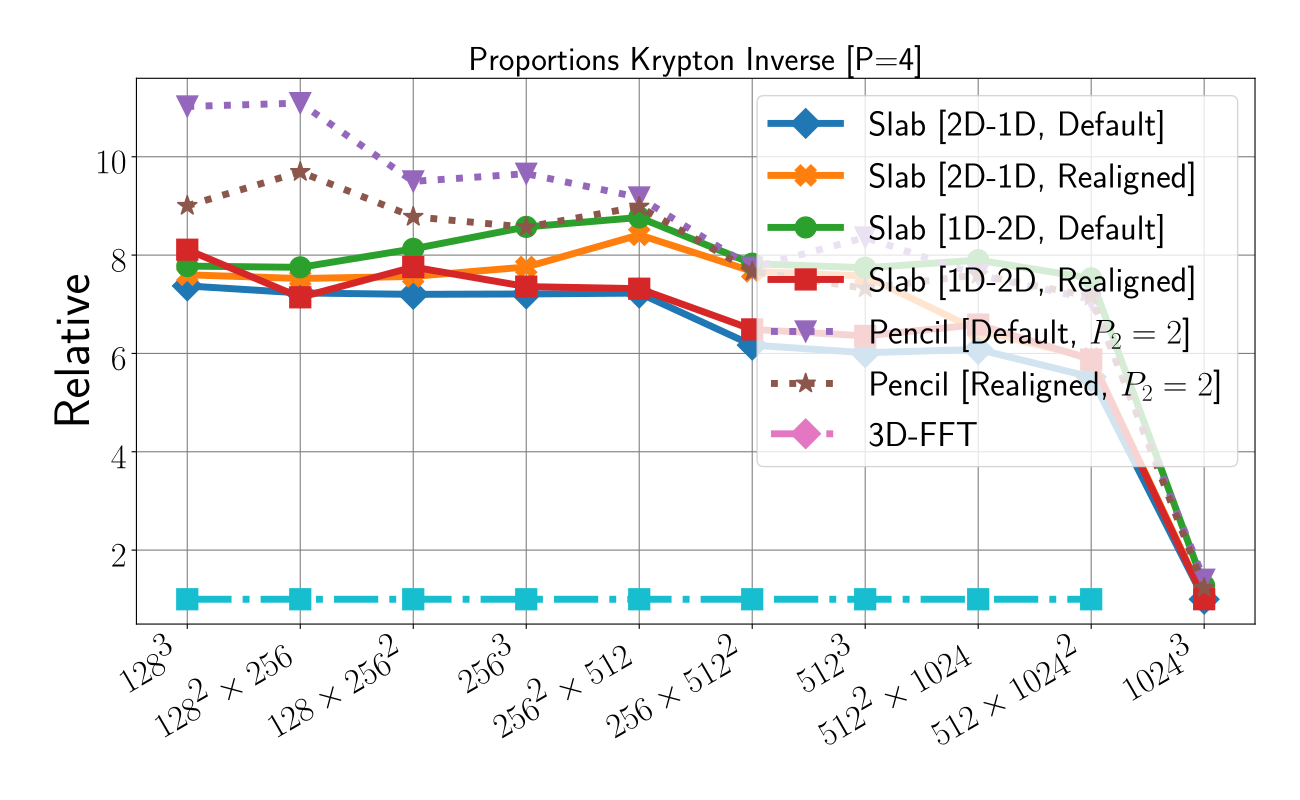 Proportions Krypton Inverse [P=4]
Relative
10
8
6
4
2
Slab [2D-1D, Default]
Slab [2D-1D, Realigned]
Slab [1D-2D, Default]
Slab [1D-2D, Realigned]
Pencil [Default, P₂ = 2]
Pencil [Realigned, P₂ = 2]
3D-FFT
128³
128² × 256
128 × 256²
256³
256² × 512
256 × 512²
512³
512² × 1024
512 × 1024²
1024³